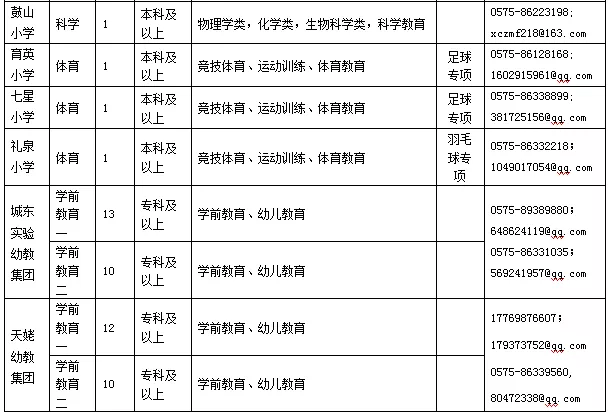 鼓山
小学
科学
1
本科及
以上
物理学类，化学类，生物科学类，科学教育
0575-86223198;
xczmf218@163.com
育英
小学
体育
1
本科及
以上
竟技体育、运动训练、体育教育
足球
专项
0575-86128168;
1602915961@qq.com
七星
小学
体育
1
本科及
以上
竟技体育、运动训练、体育教育
足球
专项
0575-86338899;
381725156@qq.com
礼泉
小学
体育
1
本科及
以上
竟技体育、运动训练、体育教育
羽毛
球专
项
0575-86332218；
1049017054@qq.com
城东
实验
幼教
集团
学前
教育
一
13
专科及
以上
学前教育、幼儿教育
0575-89389880；
648624119@qq.com
学前
教育
二
10
专科及
以上
学前教育、幼儿教育
0575-86331035；
569241957@qq.com
天姥
幼教
集团
学前
教育
一
12
专科及
以上
学前教育、幼儿教育
17769876607；
179373752@qq.com
学前
教育
二
10
专科及
以上
学前教育、幼儿教育
0575-86339560,
80472338@qq.com